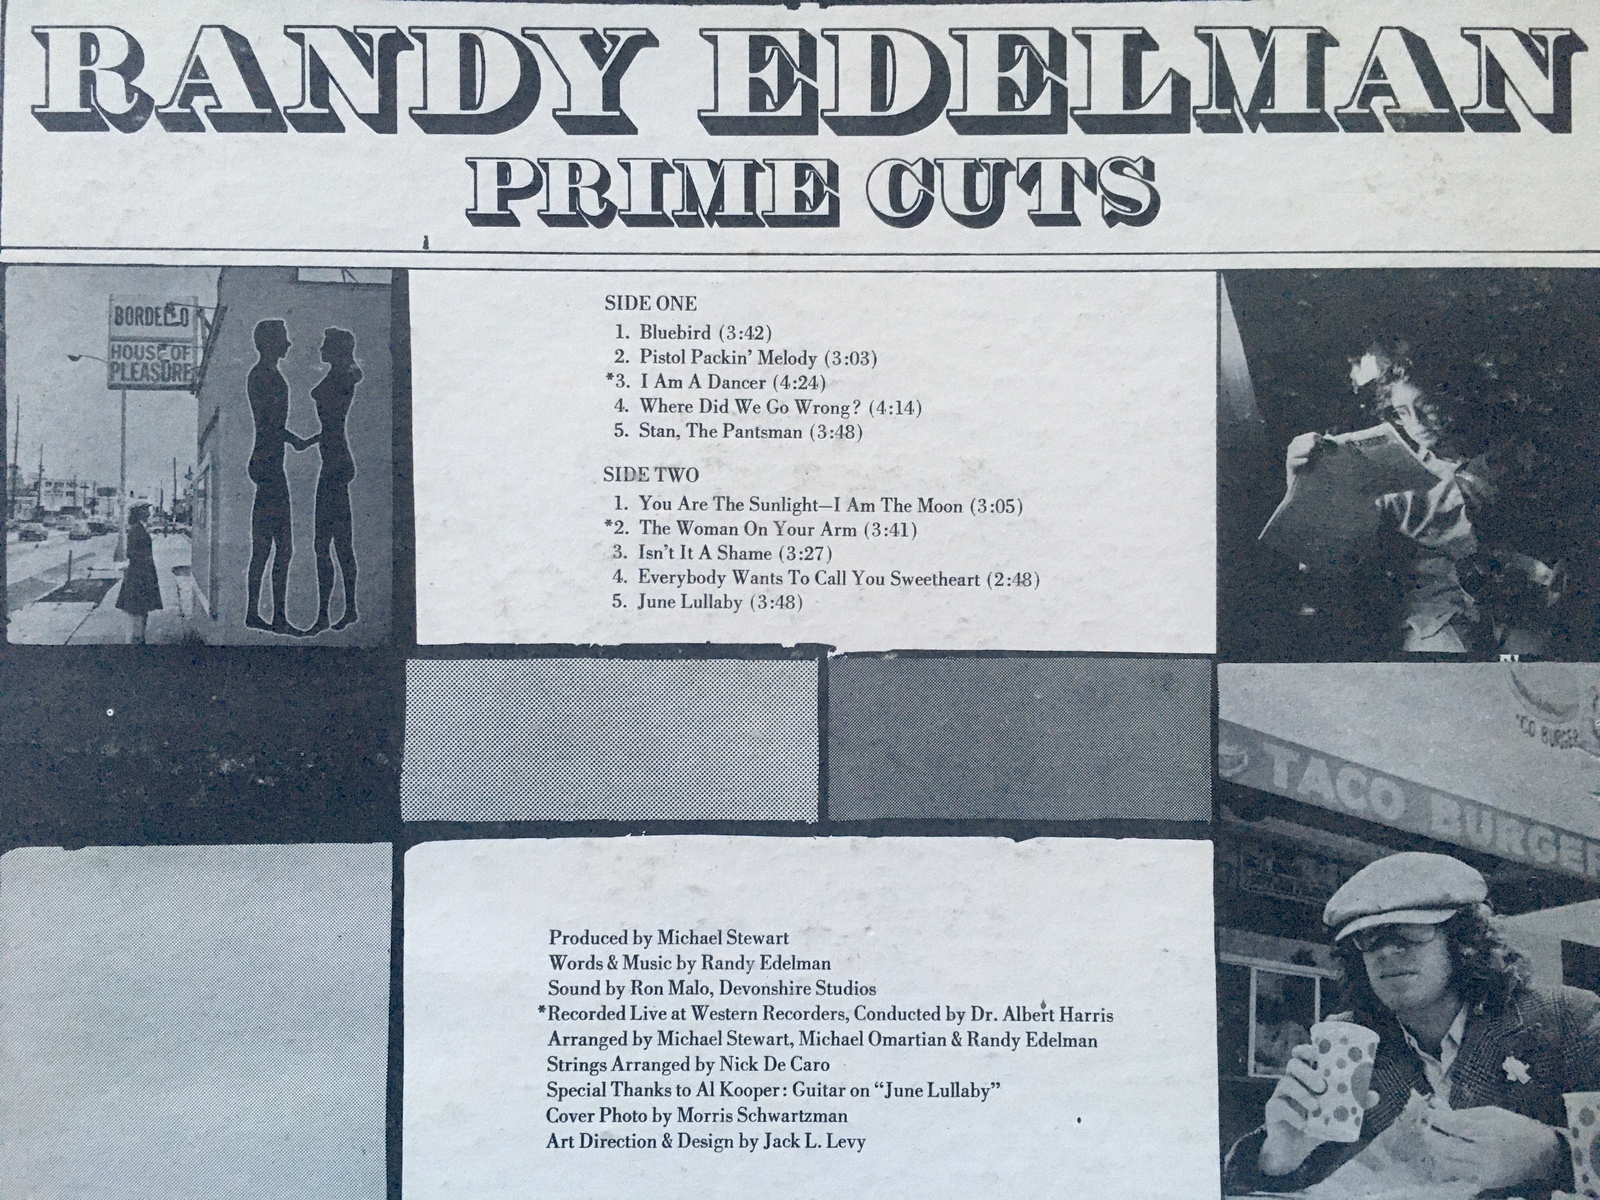 RANDY EDELMAN
PRIME CUTS
BORDELLO
HOUSE OF
PLEASURE
SIDE ONE
1. Bluebird (3:42)
2. Pistol Packin' Melody (3:03)
*3. I Am A Dancer (4:24)
4. Where Did We Go Wrong? (4:14)
5. Stan, The Pantsman (3:48)
SIDE TWO
1. You Are The Sunlight—I Am The Moon (3:05)
*2. The Woman On Your Arm (3:41)
3. Isn't It A Shame (3:27)
4. Everybody Wants To Call You Sweetheart (2:48)
5. June Lullaby (3:48)
'CO BURGER
TACO BURGER
Produced by Michael Stewart
Words & Music by Randy Edelman
Sound by Ron Malo, Devonshire Studios
*Recorded Live at Western Recorders, Conducted by Dr. Albert Harris
Arranged by Michael Stewart, Michael Omartian & Randy Edelman
Strings Arranged by Nick De Caro
Special Thanks to Al Kooper: Guitar on “June Lullaby”
Cover Photo by Morris Schwartzman
Art Direction & Design by Jack L. Levy